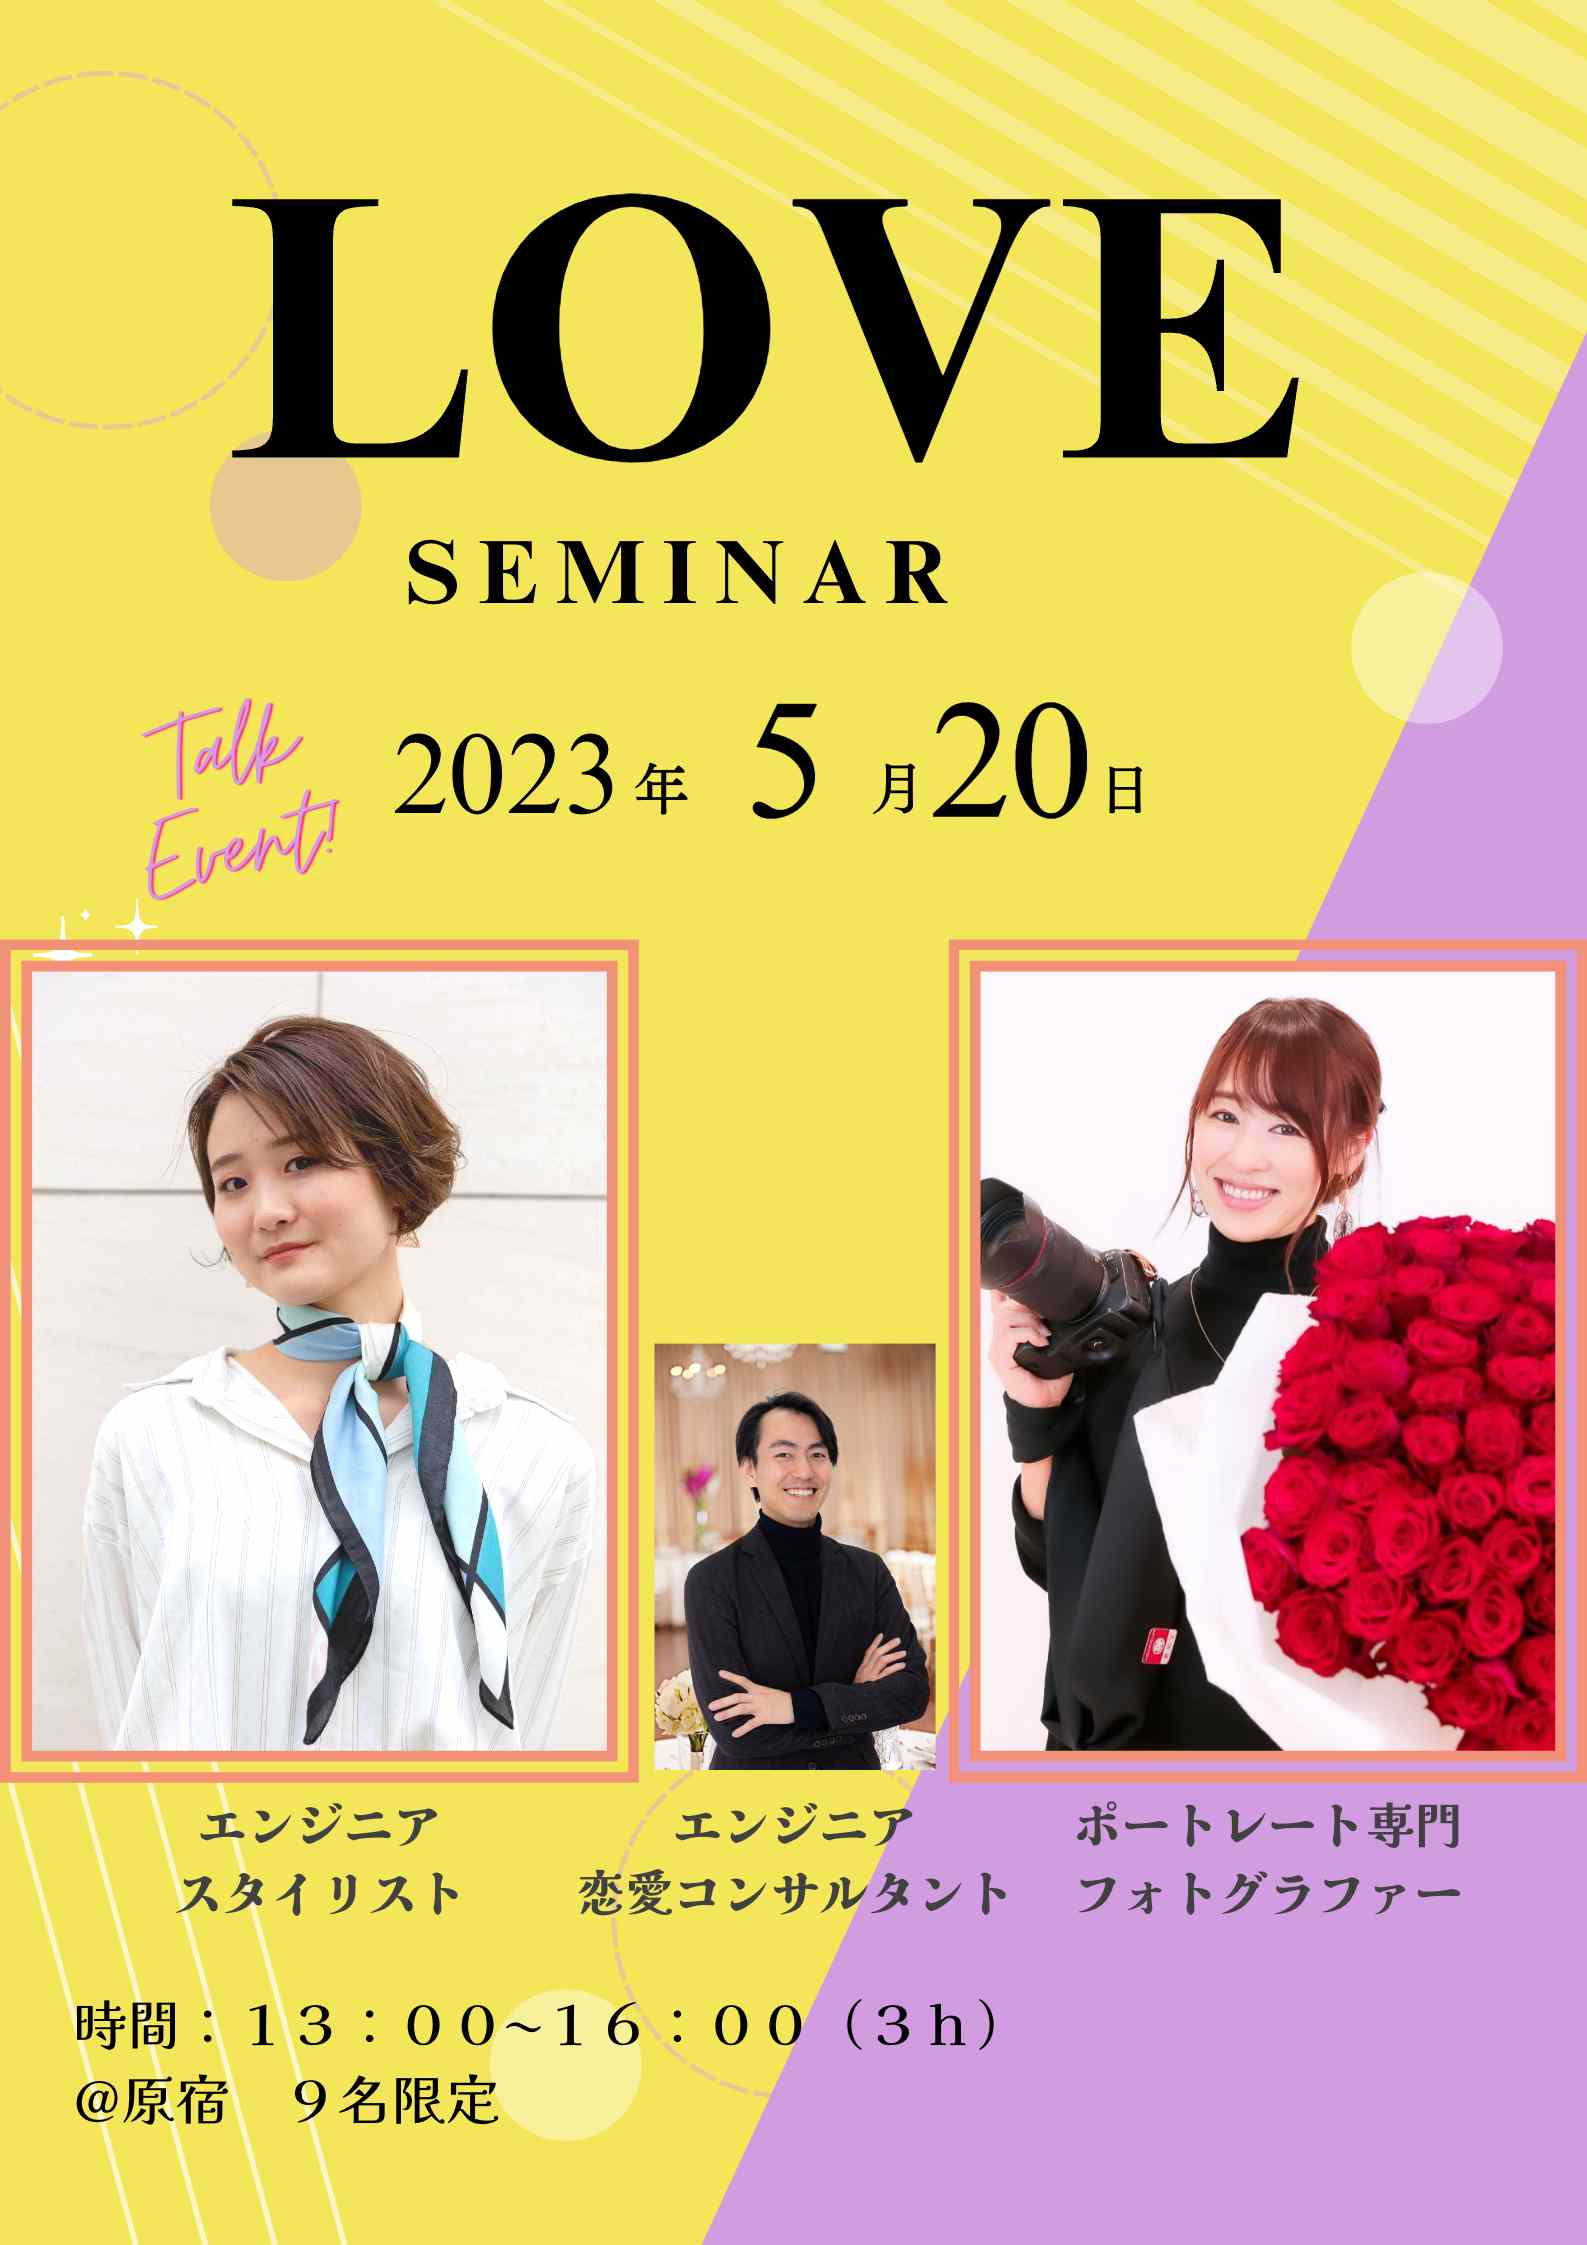 LOVE
SEMINAR
Talk
Event!
2023年 5月20日
エンジニア
スタイリスト
エンジニア
恋愛コンサルタント
ポートレート専門
フォトグラファー
時間：１３：００~１６：００（３ｈ）
@原宿　９名限定